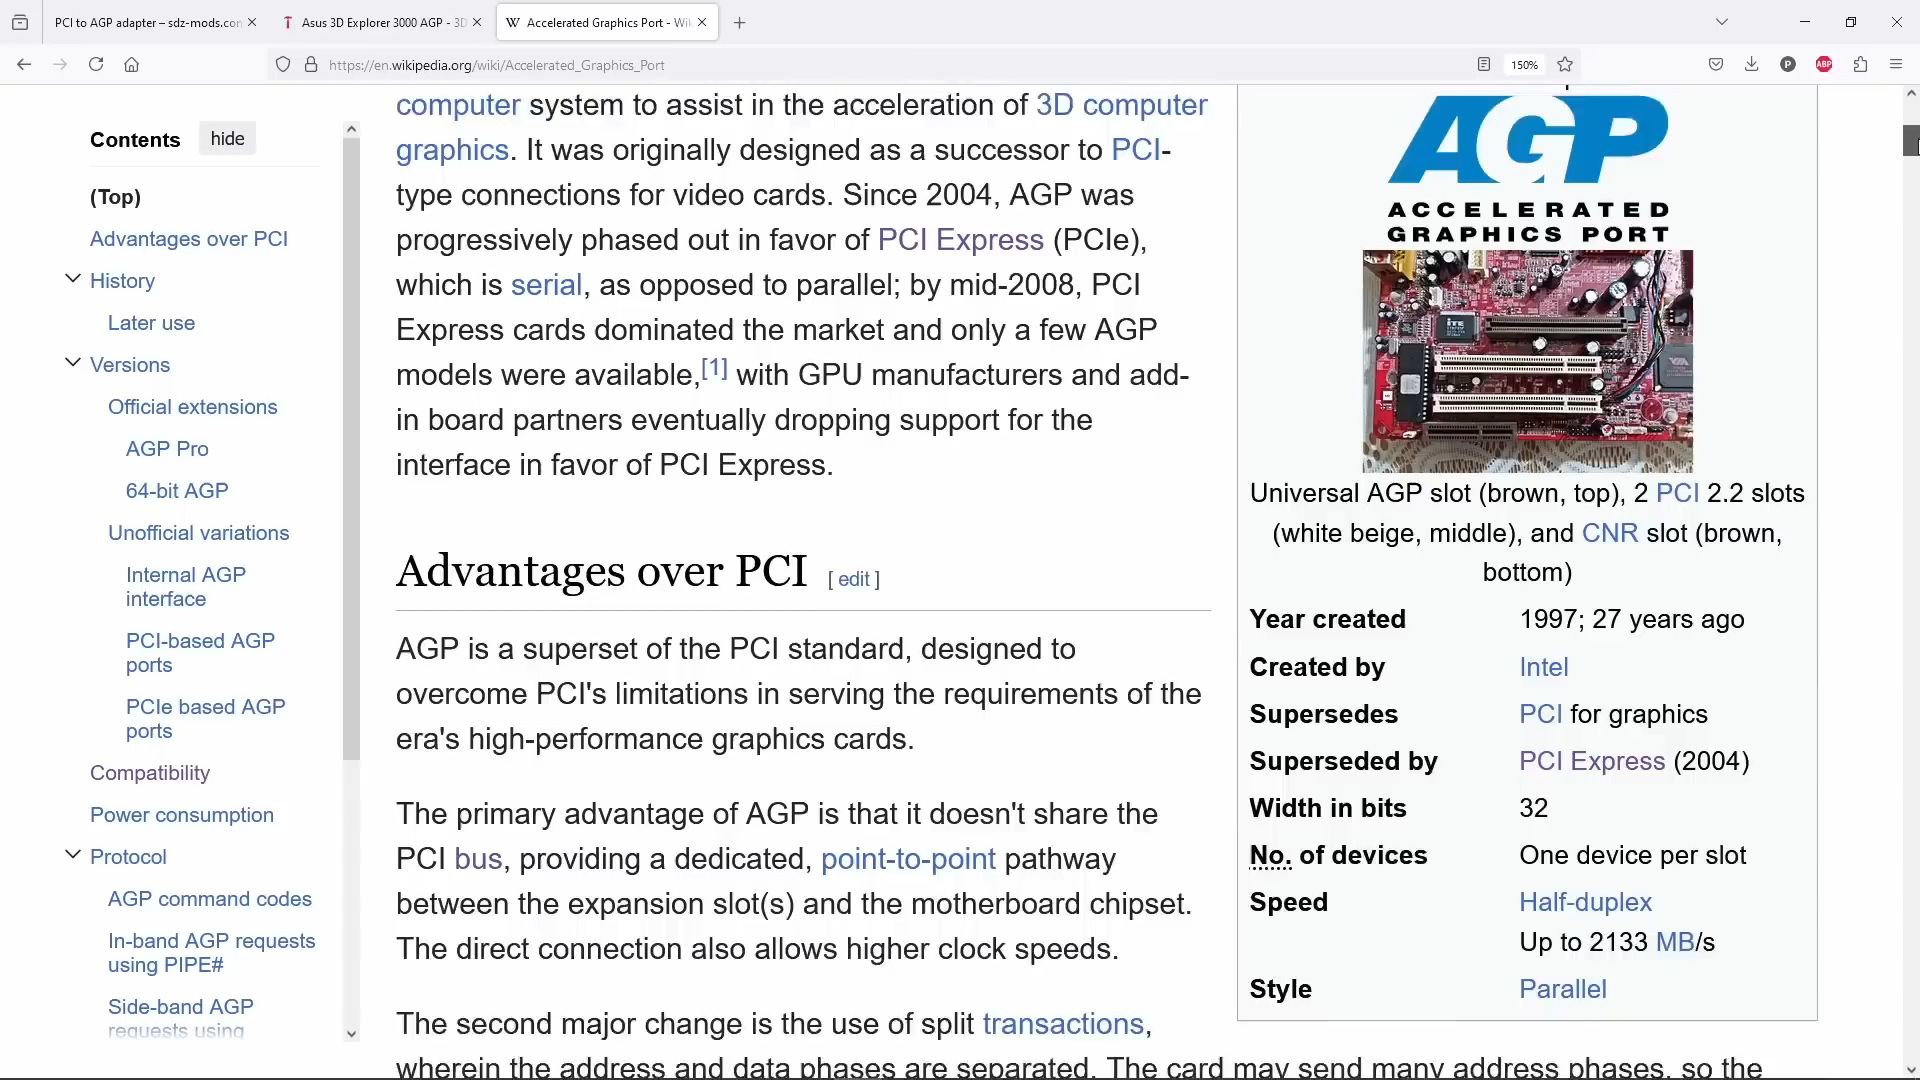 PCI to AGP adapter – sdz-mods.con
Asus 3D Explorer 3000 AGP - 3D
Accelerated Graphics Port - Wi
https://en.wikipedia.org/wiki/Accelerated_Graphics_Port
150%
P
ABP
Contents
hide
(Top)
Advantages over PCI
History
Later use
Versions
Official extensions
AGP Pro
64-bit AGP
Unofficial variations
Internal AGP
interface
PCI-based AGP
ports
PCIe based AGP
ports
Compatibility
Power consumption
Protocol
AGP command codes
In-band AGP requests
using PIPE#
Side-band AGP
requests using
computer system to assist in the acceleration of 3D computer
graphics. It was originally designed as a successor to PCI-
type connections for video cards. Since 2004, AGP was
progressively phased out in favor of PCI Express (PCIe),
which is serial, as opposed to parallel; by mid-2008, PCI
Express cards dominated the market and only a few AGP
models were available,[1] with GPU manufacturers and add-
in board partners eventually dropping support for the
interface in favor of PCI Express.
Advantages over PCI [ edit ]
AGP is a superset of the PCI standard, designed to
overcome PCI's limitations in serving the requirements of the
era's high-performance graphics cards.
The primary advantage of AGP is that it doesn't share the
PCI bus, providing a dedicated, point-to-point pathway
between the expansion slot(s) and the motherboard chipset.
The direct connection also allows higher clock speeds.
The second major change is the use of split transactions,
wherein the address and data phases are separated. The card may send many address phases, so the
AGP
ACCELERATED
GRAPHICS PORT
iTE
VIA
Universal AGP slot (brown, top), 2 PCI 2.2 slots
(white beige, middle), and CNR slot (brown,
bottom)
Year created 1997; 27 years ago
Created by Intel
Supersedes PCI for graphics
Superseded by PCI Express (2004)
Width in bits 32
No. of devices One device per slot
Speed Half-duplex
Up to 2133 MB/s
Style Parallel